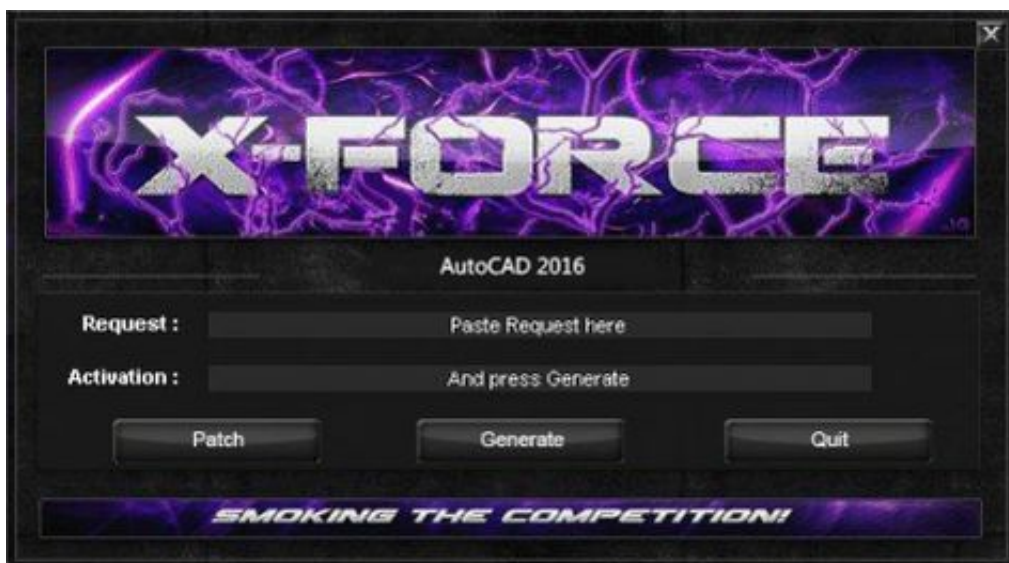 X
X-FORCE
AutoCAD 2016
Request :
Paste Request here
Activation :
And press Generate
Patch
Generate
Quit
SMOKING THE COMPETITION!